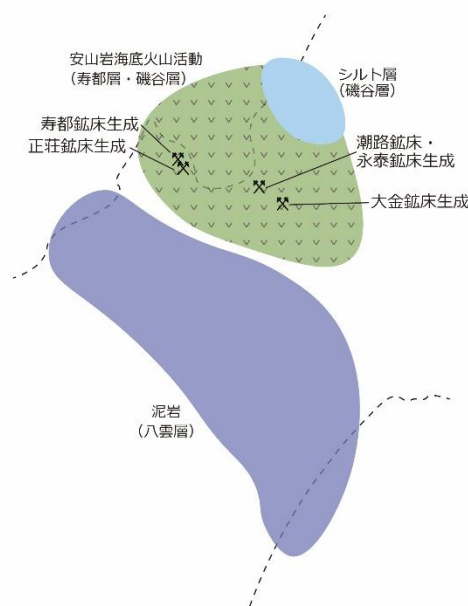 安山岩海底火山活動
(寿都層・磯谷層)
シルト層
(磯谷層)
寿都鉱床生成
正荘鉱床生成
潮路鉱床・
永泰鉱床生成
大金鉱床生成
泥岩
(八雲層)